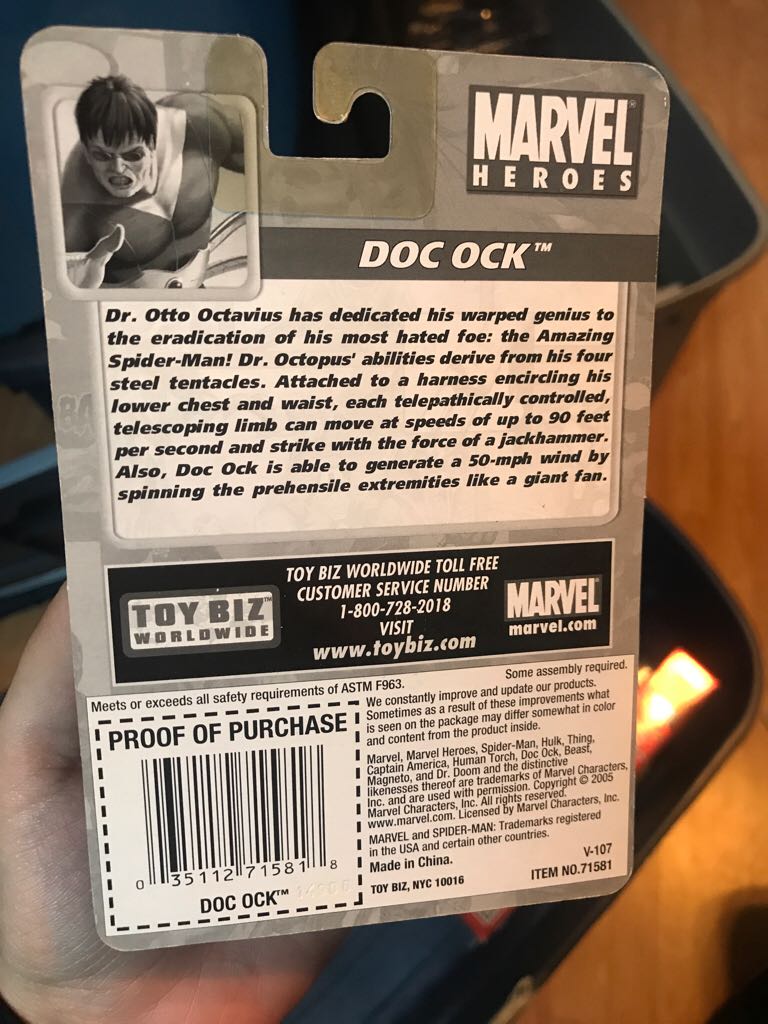 MARVEL®
HEROES
DOC OCK™
Dr. Otto Octavius has dedicated his warped genius to
the eradication of his most hated foe: the Amazing
Spider-Man! Dr. Octopus' abilities derive from his four
steel tentacles. Attached to a harness encircling his
lower chest and waist, each telepathically controlled,
telescoping limb can move at speeds of up to 90 feet
per second and strike with the force of a jackhammer.
Also, Doc Ock is able to generate a 50-mph wind by
spinning the prehensile extremities like a giant fan.
TOY BIZ™
WORLDWIDE
TOY BIZ WORLDWIDE TOLL FREE
CUSTOMER SERVICE NUMBER
1-800-728-2018
VISIT
www.toybiz.com
MARVEL
marvel.com
Meets or exceeds all safety requirements of ASTM F963.
Some assembly required.
PROOF OF PURCHASE
0 35112 71581 8
DOC OCK™
We constantly improve and update our products.
Sometimes as a result of these improvements what
is seen on the package may differ somewhat in color
and content from the product inside.
Marvel, Marvel Heroes, Spider-Man, Hulk, Thing,
Captain America, Human Torch, Doc Ock, Beast,
Magneto, and Dr. Doom and the distinctive
likenesses thereof are trademarks of Marvel Characters,
Inc. and are used with permission. Copyright © 2005
Marvel Characters, Inc. All rights reserved.
www.marvel.com. Licensed by Marvel Characters, Inc.
MARVEL and SPIDER-MAN: Trademarks registered
in the USA and certain other countries.
Made in China.
TOY BIZ, NYC 10016
V-107
ITEM NO.71581